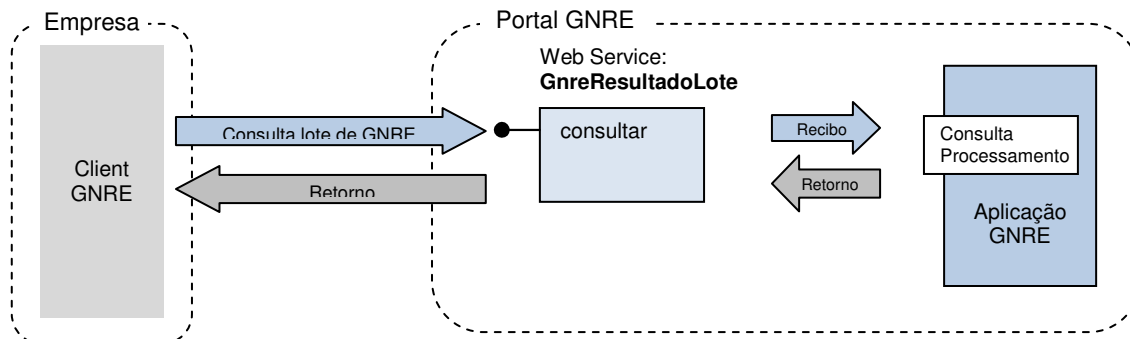 Empresa
Portal GNRE
Web Service:
GnreResultadoLote
Client
GNRE
Consulta lote de GNRE
Retorno
consultar
Recibo
Retorno
Consulta
Processamento
Aplicação
GNRE